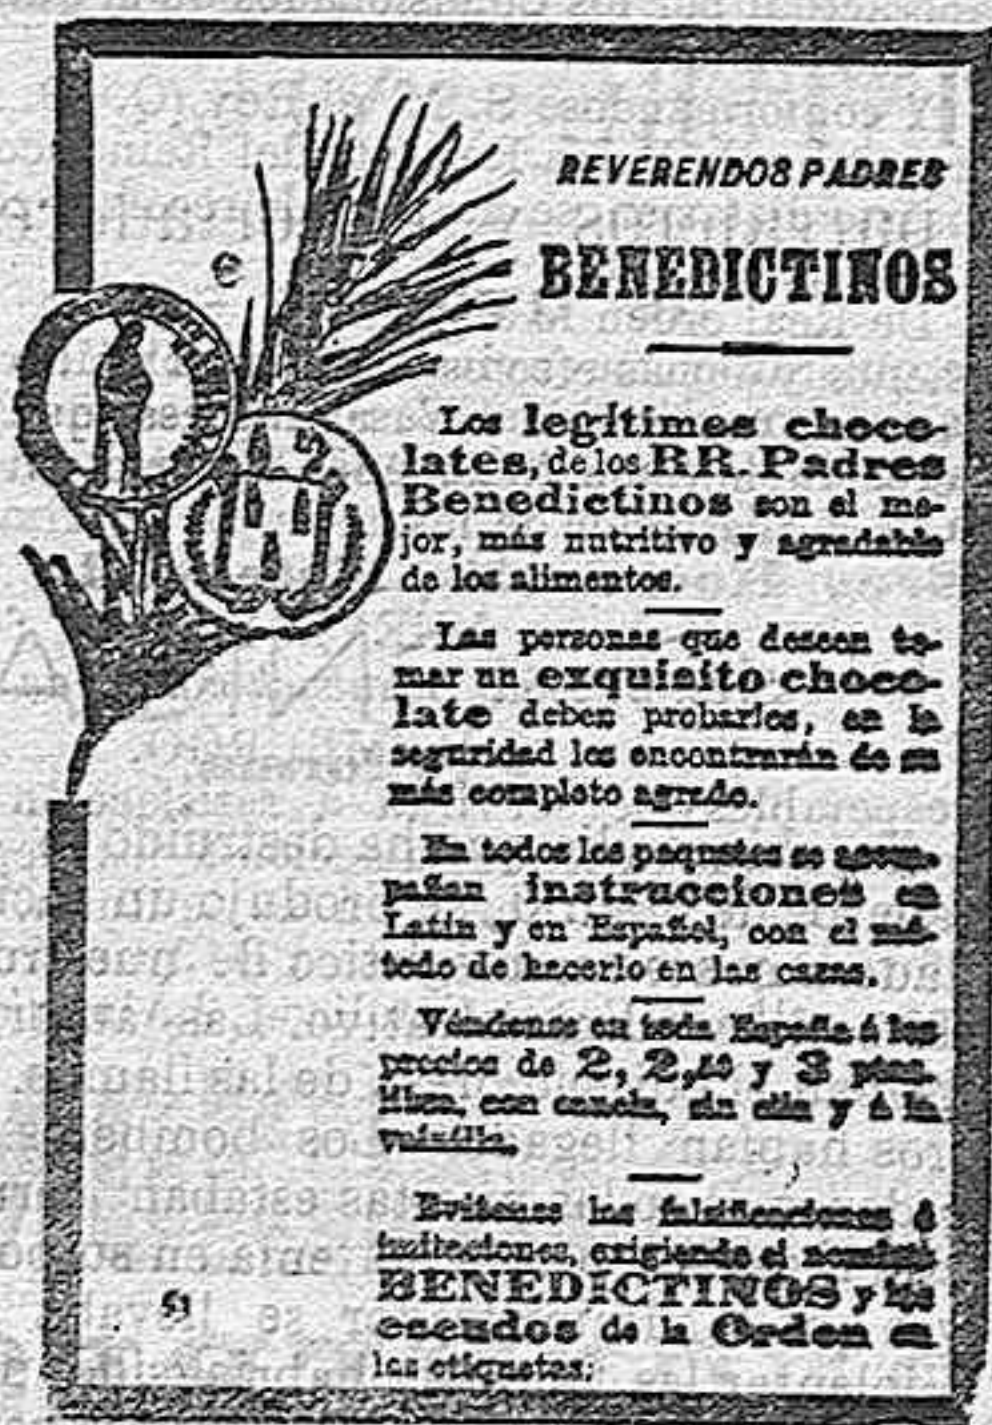 REVERENDOS PADRES
BENEDICTINOS
Los legítimos choco-
lates, de los RR. Padres
Benedictinos son el me-
jor, más nutritivo y agradable
de los alimentos.
Las personas que deseen to-
mar un exquisito choco-
late deben probarlos, en la
seguridad los encontrarán de su
más completo agrado.
En todos los paquetes se acom-
pañan instrucciones en
Latín y en Español, con el mé-
todo de hacerlo en las casas.
Véndense en toda España á los
precios de 2, 2,50 y 3 ptas.
libra, con canela, sin ella y á la
vainilla.
Evítense las falsificaciones é
imitaciones, exigiendo el nombre
BENEDICTINOS y los
escudos de la Orden en
las etiquetas:
51